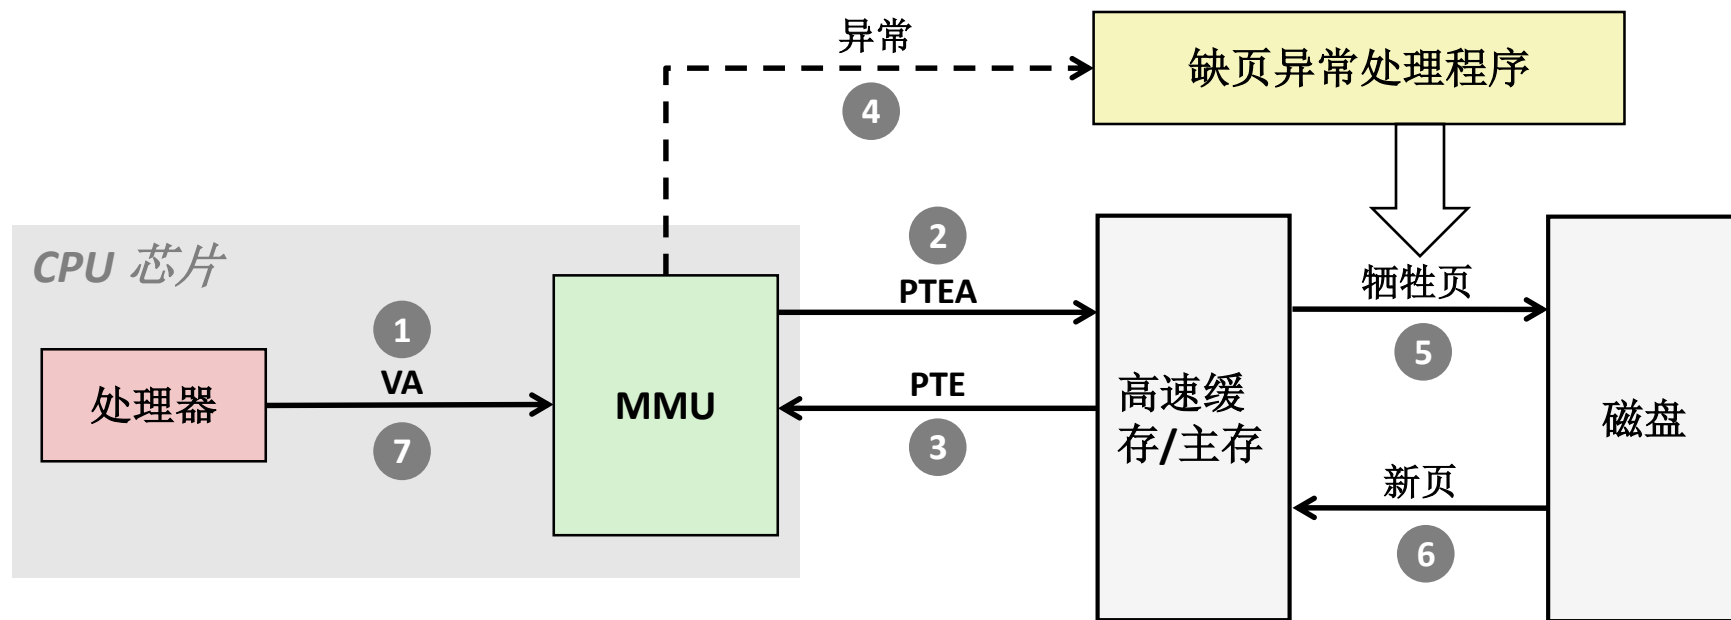 异常
4
缺页异常处理程序
CPU 芯片
2
PTEA
牺牲页
5
1
VA
处理器
7
MMU
PTE
3
高速缓
存/主存
磁盘
新页
6